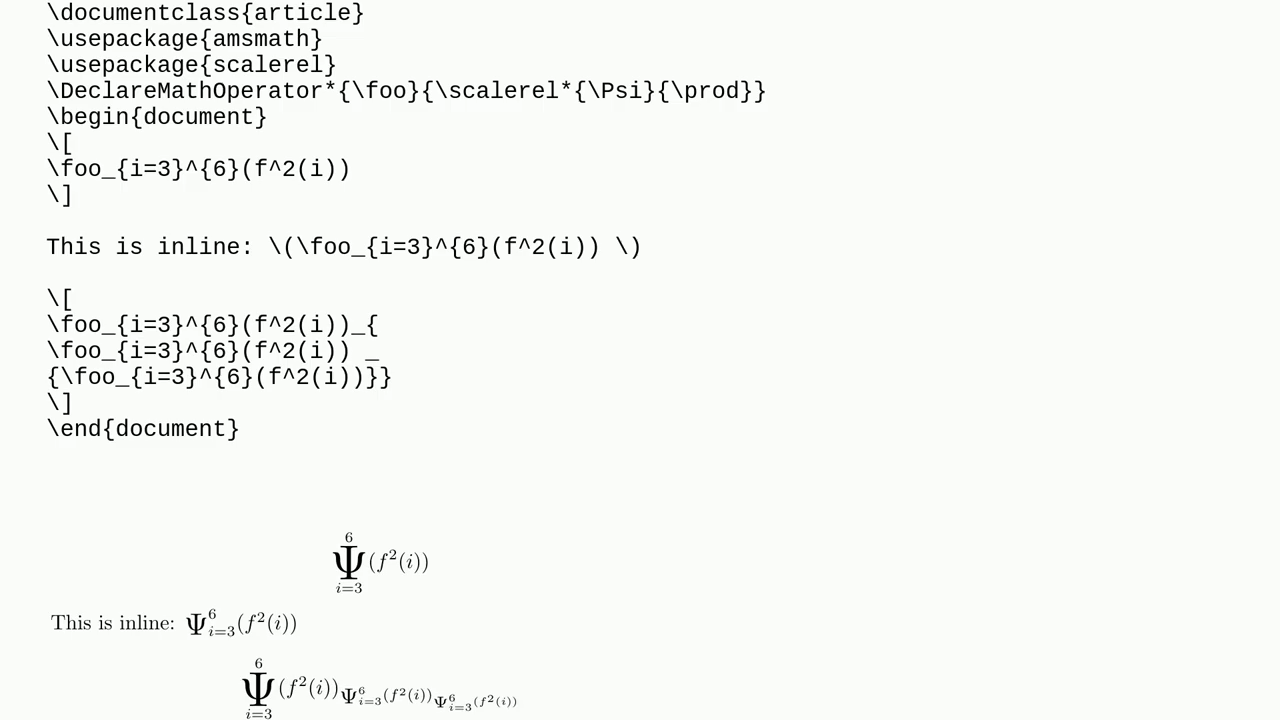 \documentclass{article}
\usepackage{amsmath}
\usepackage{scalerel}
\DeclareMathOperator*{\foo}{\scalerel*{\Psi}{\prod}}
\begin{document}
\[
\foo_{i=3}^{6}(f^2(i))
\]
This is inline: \(\foo_{i=3}^{6}(f^2(i)) \)
\[
\foo_{i=3}^{6}(f^2(i))_{
\foo_{i=3}^{6}(f^2(i)) _
{\foo_{i=3}^{6}(f^2(i))}}
\]
\end{document}
6
Ψ(f²(i))
i=3
This is inline: Ψ⁶ᵢ₌₃(f²(i))
6
Ψ(f²(i))Ψ⁶ᵢ₌₃(f²(i))Ψ⁶ᵢ₌₃(f²(i))
i=3